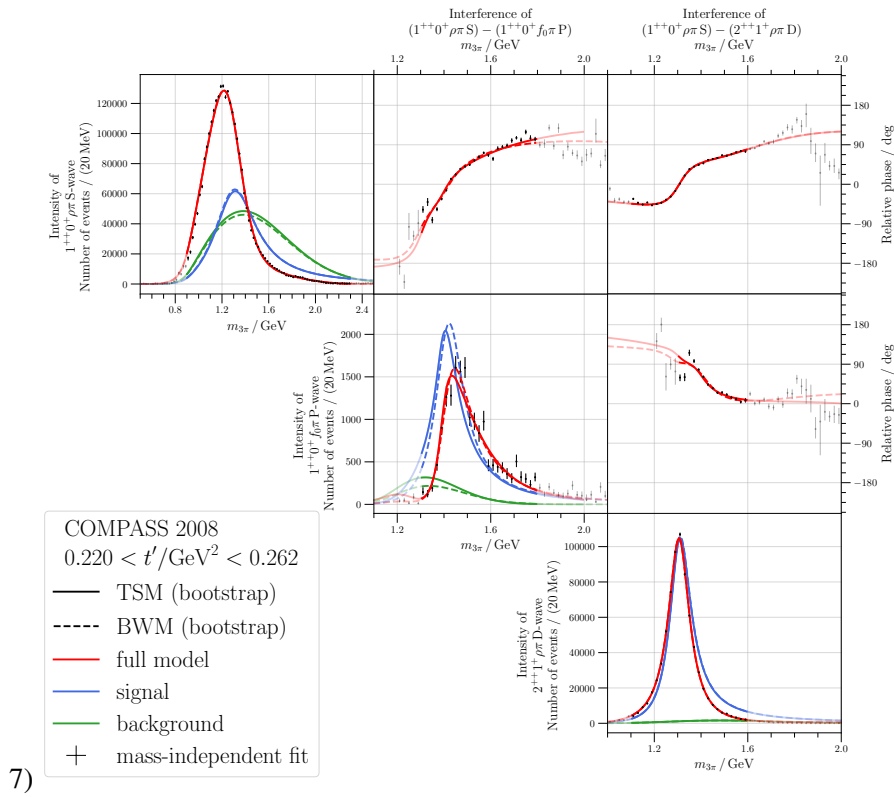 Interference of
(1⁺⁺0⁺ρπ S) − (1⁺⁺0⁺f₀π P)
m₃π / GeV
1.2 1.6 2.0
Interference of
(1⁺⁺0⁺ρπ S) − (2⁺⁺1⁺ρπ D)
m₃π / GeV
1.2 1.6 2.0
Intensity of
1⁺⁺0⁺ρπ S-wave
Number of events / (20 MeV)
120000
100000
80000
60000
40000
20000
0
0.8 1.2 1.6 2.0 2.4
m₃π / GeV
180
90
0
−90
−180
Relative phase / deg
Intensity of
1⁺⁺0⁺f₀π P-wave
Number of events / (20 MeV)
2000
1500
1000
500
0
1.2 1.6 2.0
m₃π / GeV
180
90
0
−90
−180
Relative phase / deg
COMPASS 2008
0.220 < t′/GeV² < 0.262
TSM (bootstrap)
BWM (bootstrap)
full model
signal
background
mass-independent fit
Intensity of
2⁺⁺1⁺ρπ D-wave
Number of events / (20 MeV)
100000
80000
60000
40000
20000
0
1.2 1.6 2.0
m₃π / GeV
7)